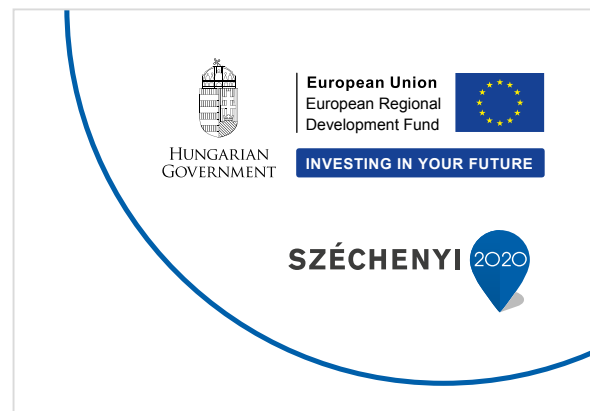 European Union
European Regional
Development Fund
HUNGARIAN
GOVERNMENT
INVESTING IN YOUR FUTURE
SZÉCHENYI 2020